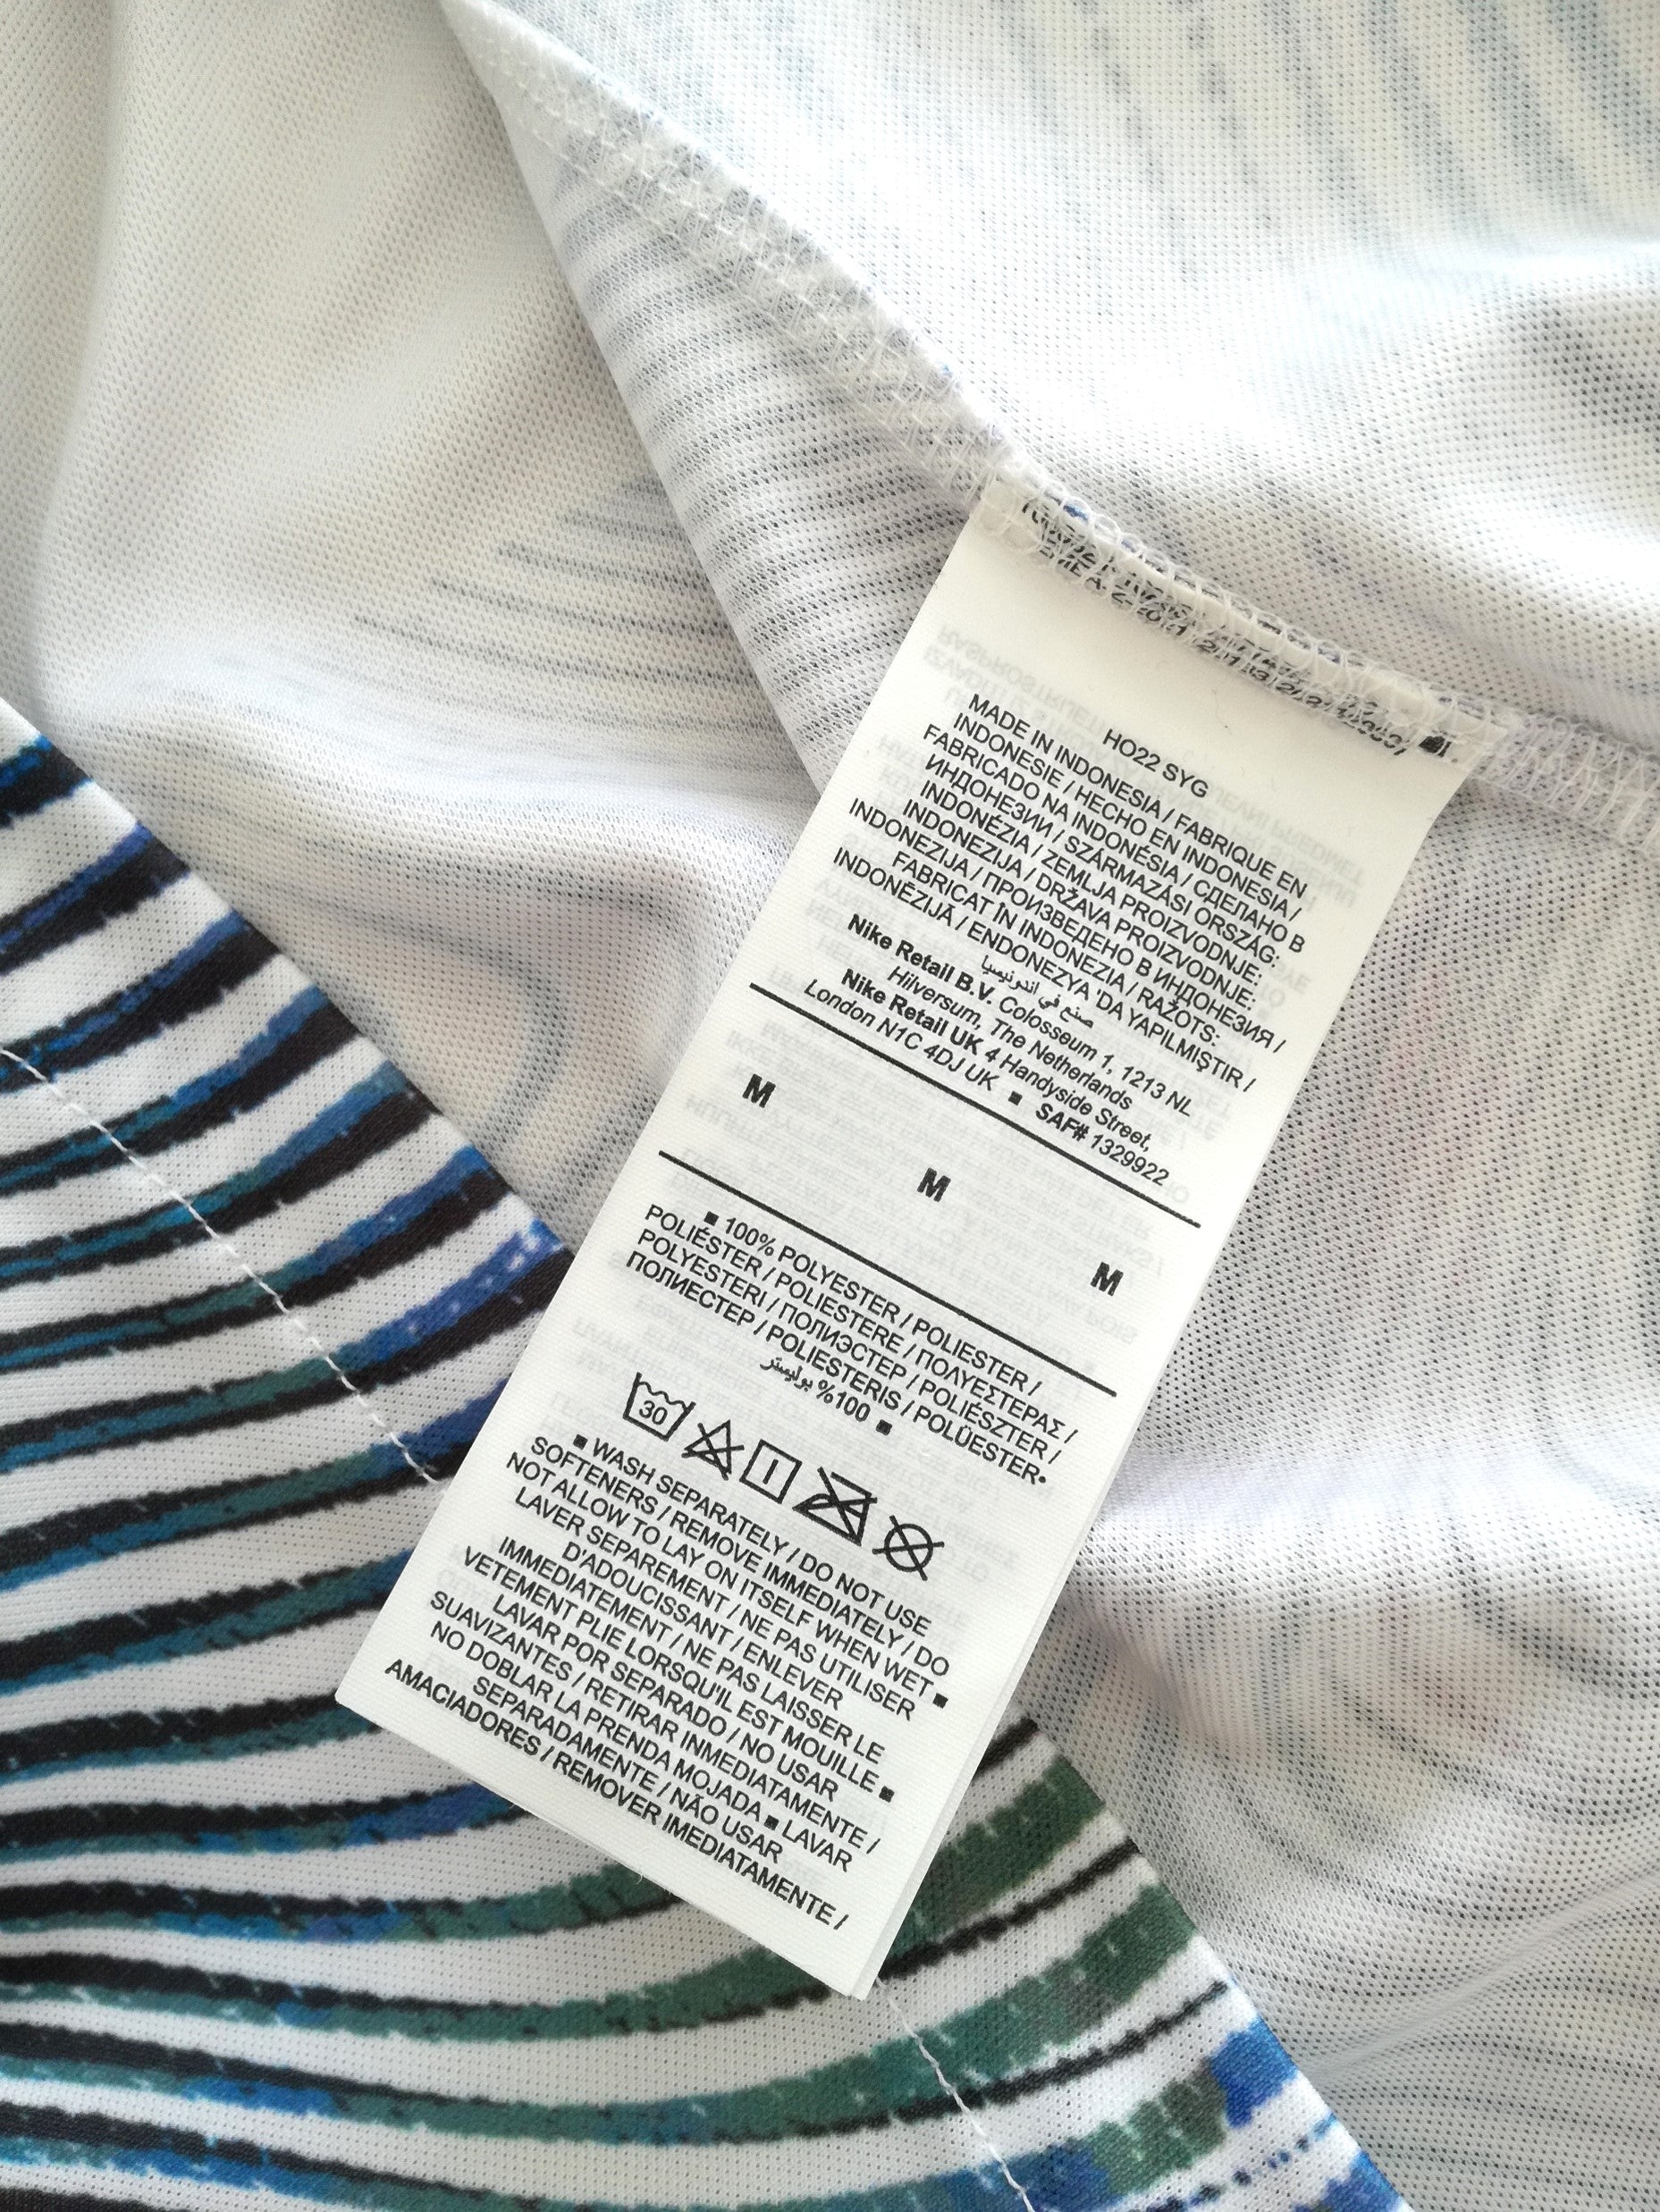 HO22 SYG
MADE IN INDONESIA / FABRIQUE EN
INDONESIE / HECHO EN INDONESIA /
FABRICADO NA INDONÉSIA / СДЕЛАНО В
ИНДОНЕЗИИ / SZÁRMAZÁSI ORSZÁG:
INDONÉZIA / ZEMLJA PROIZVODNJE:
INDONEZIJA / DRŽAVA PROIZVODNJE:
INDONEZIJA / ПРОИЗВЕДЕНО В ИНДОНЕЗИЯ /
FABRICAT ÎN INDONEZIA / RAŽOTS:
INDONĒZIJĀ / ENDONEZYA 'DA YAPILMIŞTIR /
صنع في اندونيسيا
Nike Retail B.V. Colosseum 1, 1213 NL
Hilversum, The Netherlands
Nike Retail UK 4 Handyside Street,
London N1C 4DJ UK ▪ SAF# 1329922
M M M
▪ 100% POLYESTER / POLIESTER /
POLIÉSTER / POLIESTERE / ΠΟΛΥΕΣΤΕΡΑΣ /
POLYESTERI / ПОЛИЭСТЕР / POLIÉSZTER /
ПОЛИЕСТЕР / POLIESTERIS / POLÜESTER▪
%100 بوليستر ▪
30
▪ WASH SEPARATELY / DO NOT USE
SOFTENERS / REMOVE IMMEDIATELY / DO
NOT ALLOW TO LAY ON ITSELF WHEN WET ▪
LAVER SEPAREMENT / NE PAS UTILISER
D'ADOUCISSANT / ENLEVER
IMMEDIATEMENT / NE PAS LAISSER LE
VETEMENT PLIE LORSQU'IL EST MOUILLE ▪
LAVAR POR SEPARADO / NO USAR
SUAVIZANTES / RETIRAR INMEDIATAMENTE /
NO DOBLAR LA PRENDA MOJADA ▪ LAVAR
SEPARADAMENTE / NÃO USAR
AMACIADORES / REMOVER IMEDIATAMENTE /